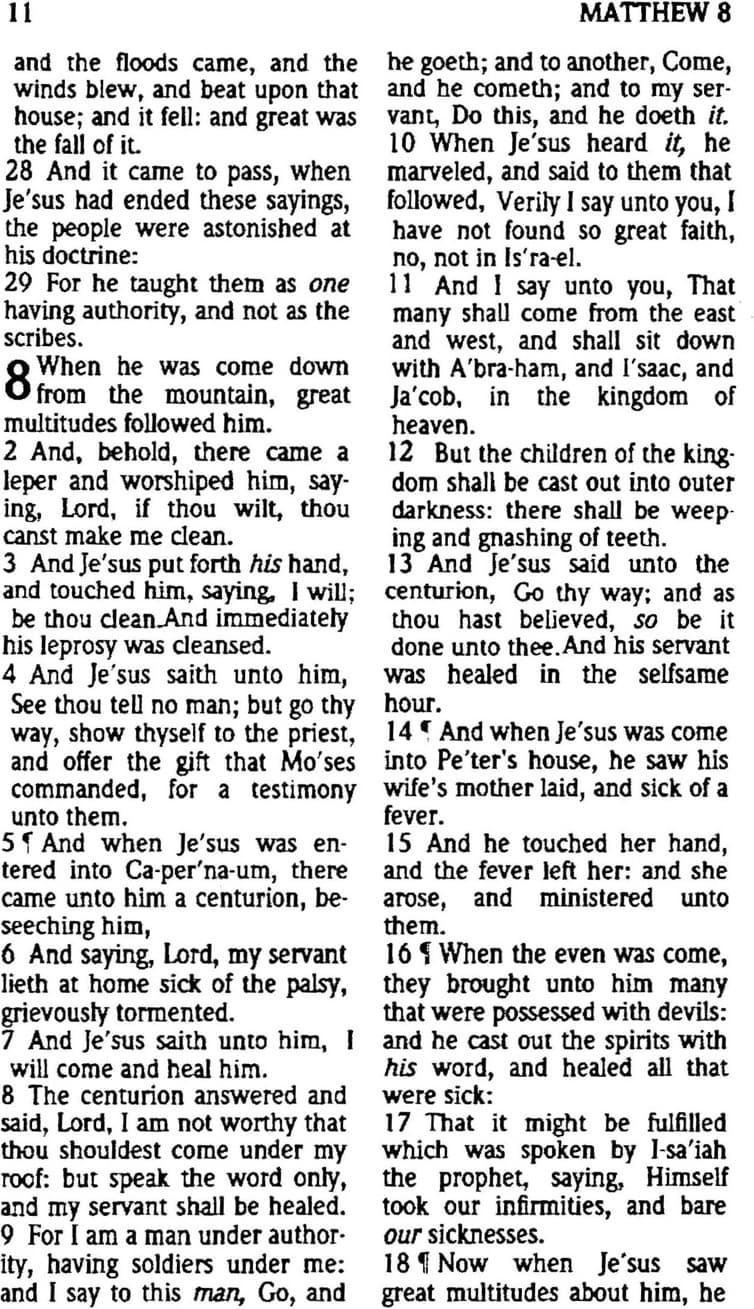 11
MATTHEW 8
and the floods came, and the
winds blew, and beat upon that
house; and it fell: and great was
the fall of it.
28 And it came to pass, when
Je'sus had ended these sayings,
the people were astonished at
his doctrine:
29 For he taught them as one
having authority, and not as the
scribes.
8 When he was come down
from the mountain, great
multitudes followed him.
2 And, behold, there came a
leper and worshiped him, say-
ing, Lord, if thou wilt, thou
canst make me clean.
3 And Je'sus put forth his hand,
and touched him, saying, I will;
be thou clean. And immediately
his leprosy was cleansed.
4 And Je'sus saith unto him,
See thou tell no man; but go thy
way, show thyself to the priest,
and offer the gift that Mo'ses
commanded, for a testimony
unto them.
5 ¶ And when Je'sus was en-
tered into Ca-per'na-um, there
came unto him a centurion, be-
seeching him,
6 And saying, Lord, my servant
lieth at home sick of the palsy,
grievously tormented.
7 And Je'sus saith unto him, I
will come and heal him.
8 The centurion answered and
said, Lord, I am not worthy that
thou shouldest come under my
roof: but speak the word only,
and my servant shall be healed.
9 For I am a man under author-
ity, having soldiers under me:
and I say to this man, Go, and
he goeth; and to another, Come,
and he cometh; and to my ser-
vant, Do this, and he doeth it.
10 When Je'sus heard it, he
marveled, and said to them that
followed, Verily I say unto you, I
have not found so great faith,
no, not in Is'ra-el.
11 And I say unto you, That
many shall come from the east
and west, and shall sit down
with A'bra-ham, and I'saac, and
Ja'cob, in the kingdom of
heaven.
12 But the children of the king-
dom shall be cast out into outer
darkness: there shall be weep-
ing and gnashing of teeth.
13 And Je'sus said unto the
centurion, Go thy way; and as
thou hast believed, so be it
done unto thee. And his servant
was healed in the selfsame
hour.
14 ¶ And when Je'sus was come
into Pe'ter's house, he saw his
wife's mother laid, and sick of a
fever.
15 And he touched her hand,
and the fever left her: and she
arose, and ministered unto
them.
16 ¶ When the even was come,
they brought unto him many
that were possessed with devils:
and he cast out the spirits with
his word, and healed all that
were sick:
17 That it might be fulfilled
which was spoken by I-sa'iah
the prophet, saying, Himself
took our infirmities, and bare
our sicknesses.
18 ¶ Now when Je'sus saw
great multitudes about him, he